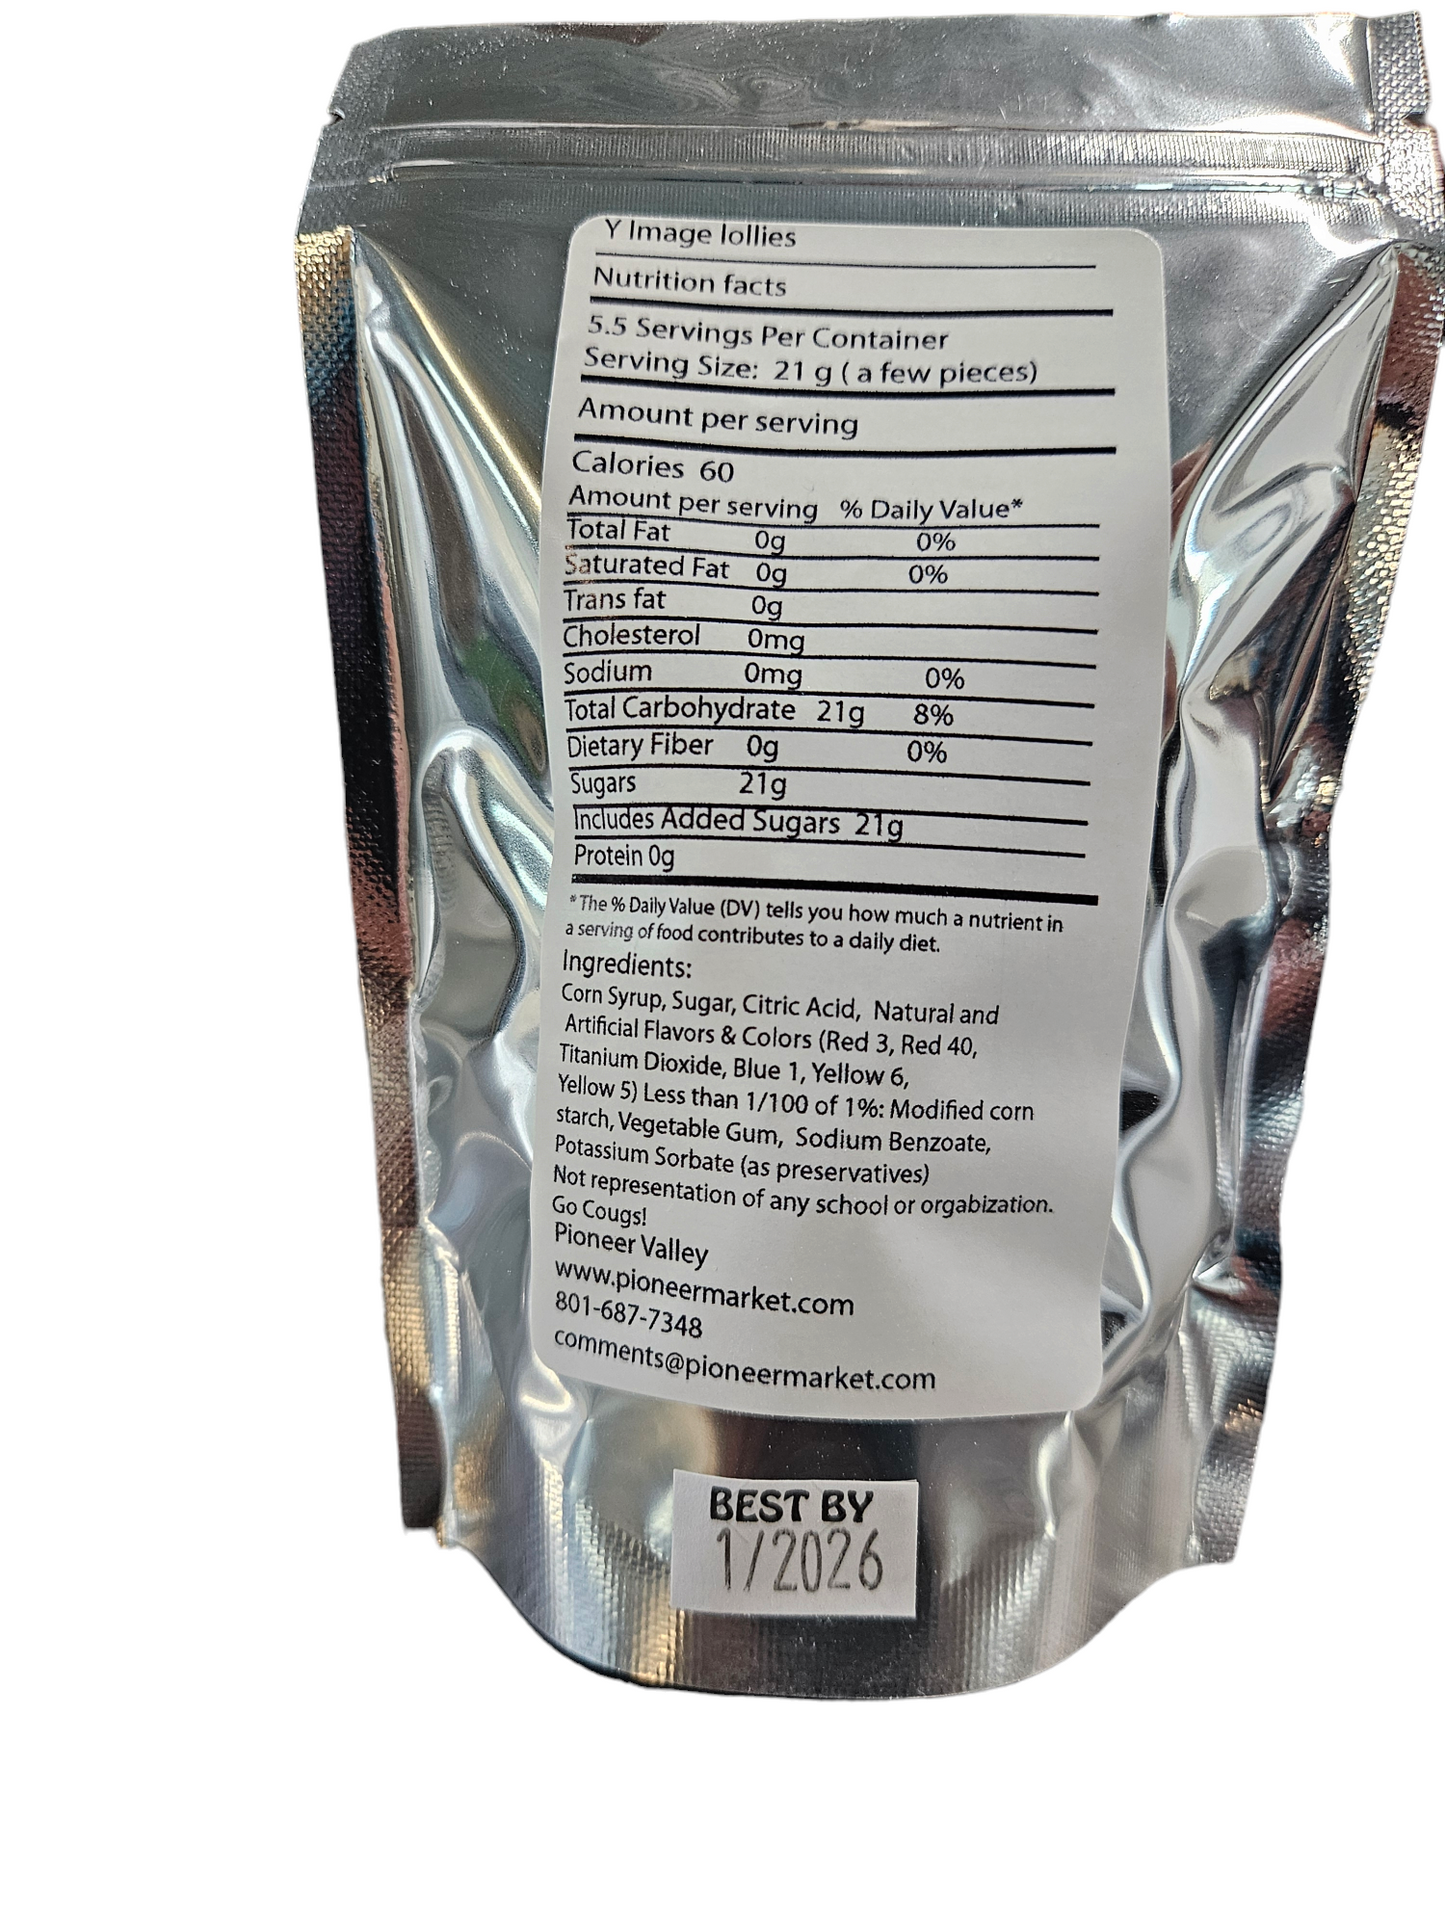 Y Image lollies
Nutrition facts
5.5 Servings Per Container
Serving Size: 21 g ( a few pieces)
Amount per serving
Calories 60
Amount per serving % Daily Value*
Total Fat 0g 0%
Saturated Fat 0g 0%
Trans fat 0g
Cholesterol 0mg
Sodium 0mg 0%
Total Carbohydrate 21g 8%
Dietary Fiber 0g 0%
Sugars 21g
Includes Added Sugars 21g
Protein 0g
*The % Daily Value (DV) tells you how much a nutrient in
a serving of food contributes to a daily diet.
Ingredients:
Corn Syrup, Sugar, Citric Acid, Natural and
Artificial Flavors & Colors (Red 3, Red 40,
Titanium Dioxide, Blue 1, Yellow 6,
Yellow 5) Less than 1/100 of 1%: Modified corn
starch, Vegetable Gum, Sodium Benzoate,
Potassium Sorbate (as preservatives)
Not representation of any school or orgabization.
Go Cougs!
Pioneer Valley
www.pioneermarket.com
801-687-7348
comments@pioneermarket.com
BEST BY
1/2026